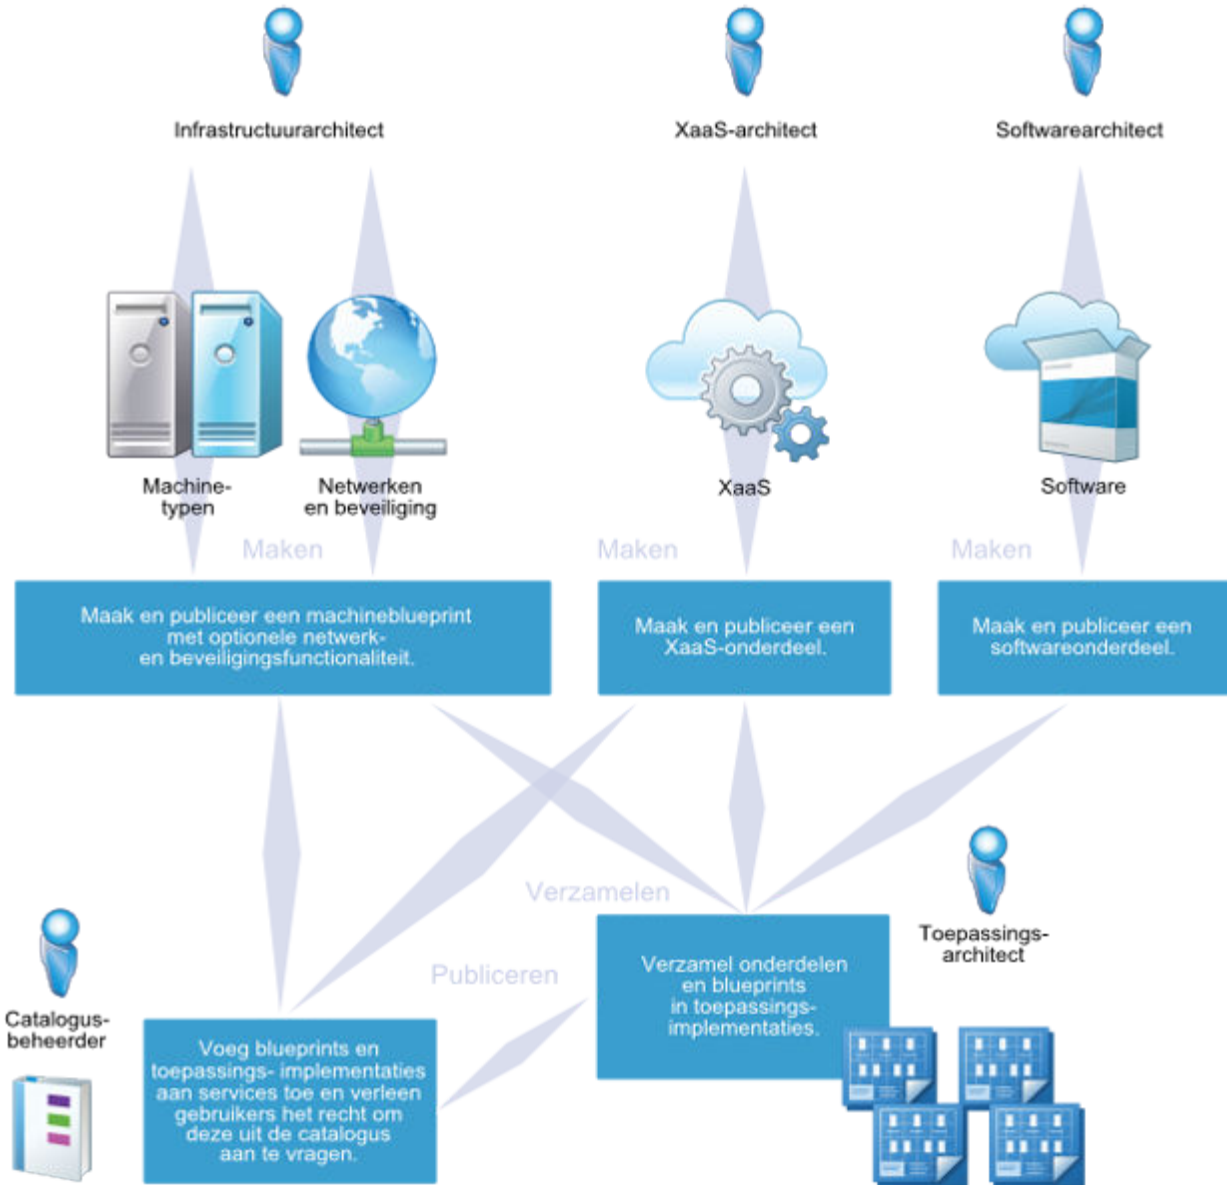 Infrastructuurarchitect
XaaS-architect
Softwarearchitect
Machine-
typen
Netwerken
en beveiliging
XaaS
Software
Maken
Maken
Maken
Maak en publiceer een machineblueprint
met optionele netwerk-
en beveiligingsfunctionaliteit.
Maak en publiceer een
XaaS-onderdeel.
Maak en publiceer een
softwareonderdeel.
Verzamelen
Toepassings-
architect
Publiceren
Verzamel onderdelen
en blueprints
in toepassings-
implementaties.
Catalogus-
beheerder
Voeg blueprints en
toepassings- implementaties
aan services toe en verleen
gebruikers het recht om
deze uit de catalogus
aan te vragen.